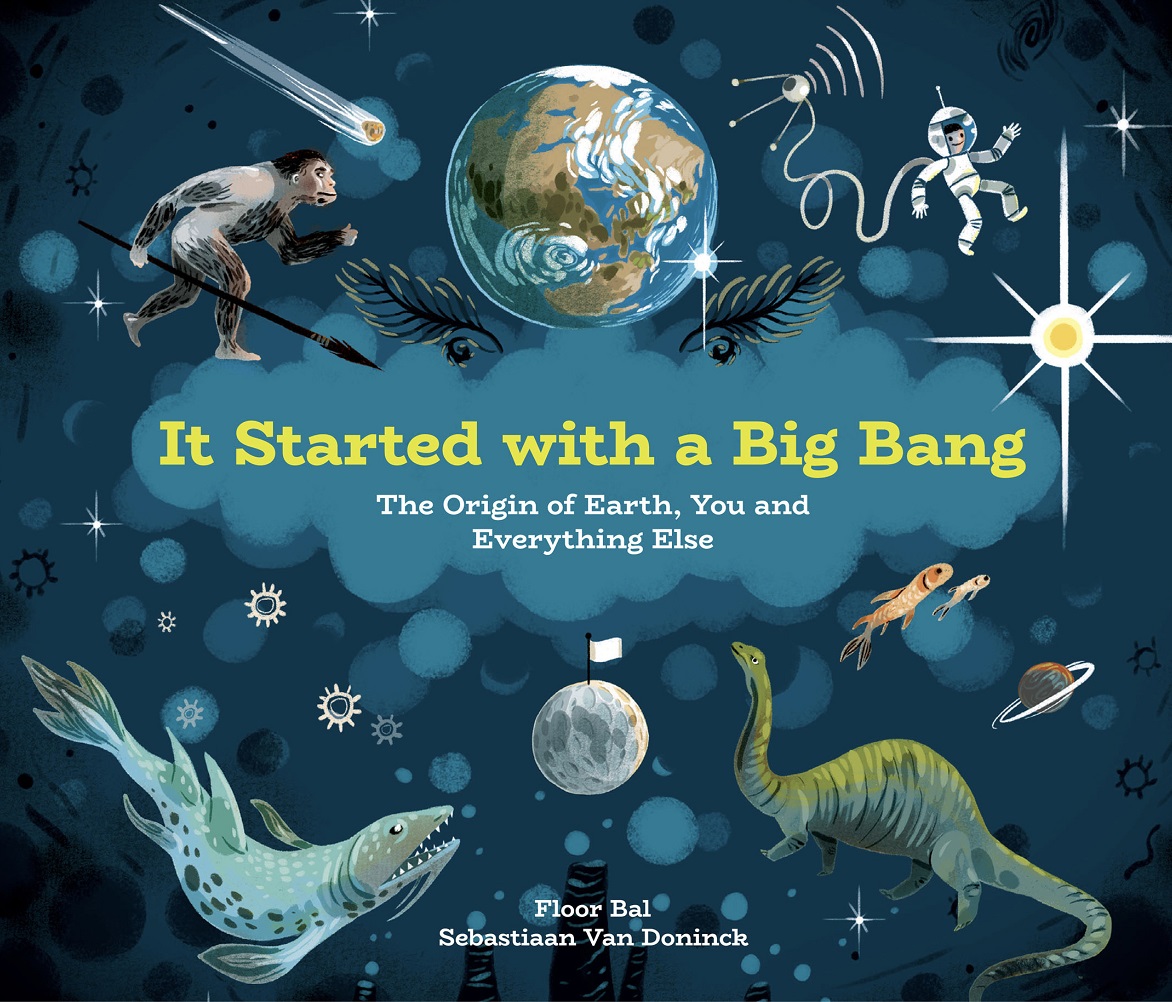 It Started with a Big Bang
The Origin of Earth, You and
Everything Else
Floor Bal
Sebastiaan Van Doninck